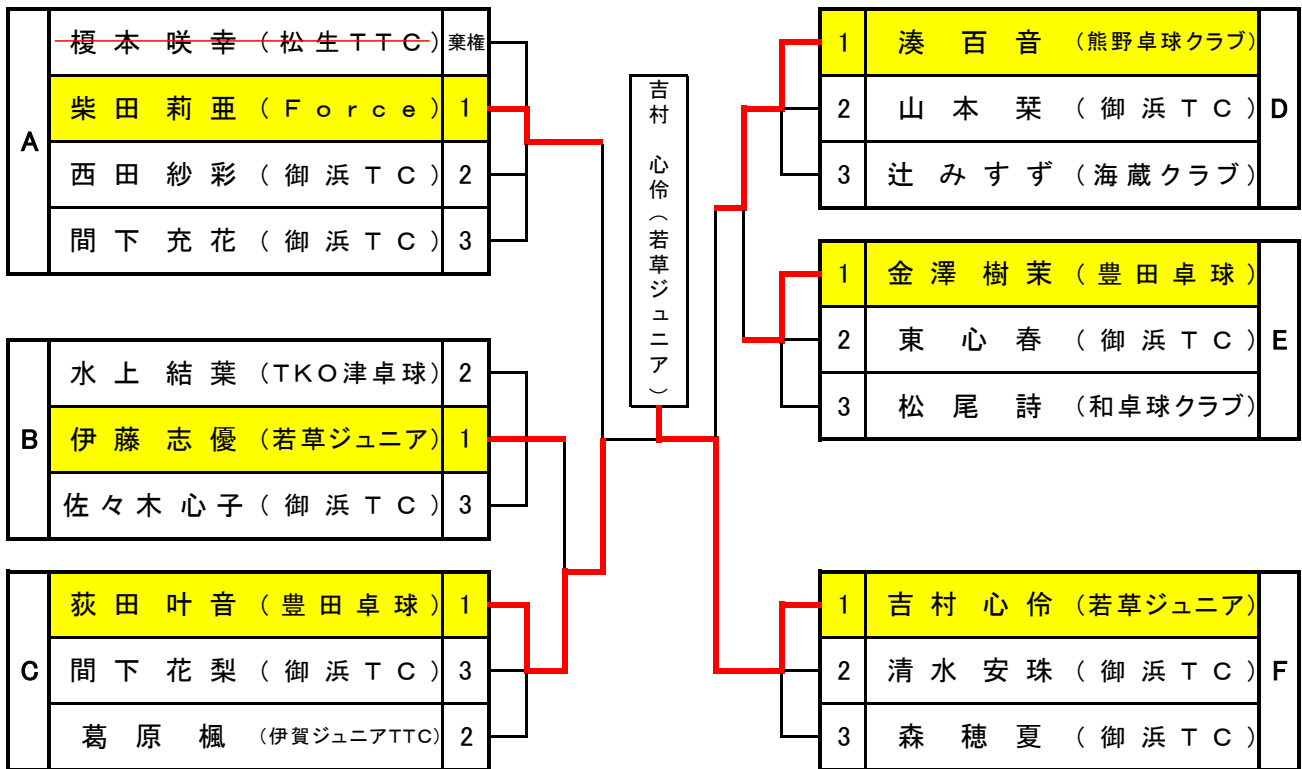 A
榎本 咲幸 (松生TTC) 棄権
柴田 莉亜 (Force) 1
西田 紗彩 (御浜TC) 2
間下 充花 (御浜TC) 3
B
水上 結葉 (TKO津卓球) 2
伊藤 志優 (若草ジュニア) 1
佐々木 心子 (御浜TC) 3
C
荻田 叶音 (豊田卓球) 1
間下 花梨 (御浜TC) 3
葛原 楓 (伊賀ジュニアTTC) 2
吉村 心伶(若草ジュニア)
D
1 湊 百音 (熊野卓球クラブ)
2 山本 栞 (御浜TC)
3 辻 みすず (海蔵クラブ)
E
1 金澤 樹茉 (豊田卓球)
2 東 心春 (御浜TC)
3 松尾 詩 (和卓球クラブ)
F
1 吉村 心伶 (若草ジュニア)
2 清水 安珠 (御浜TC)
3 森 穂夏 (御浜TC)